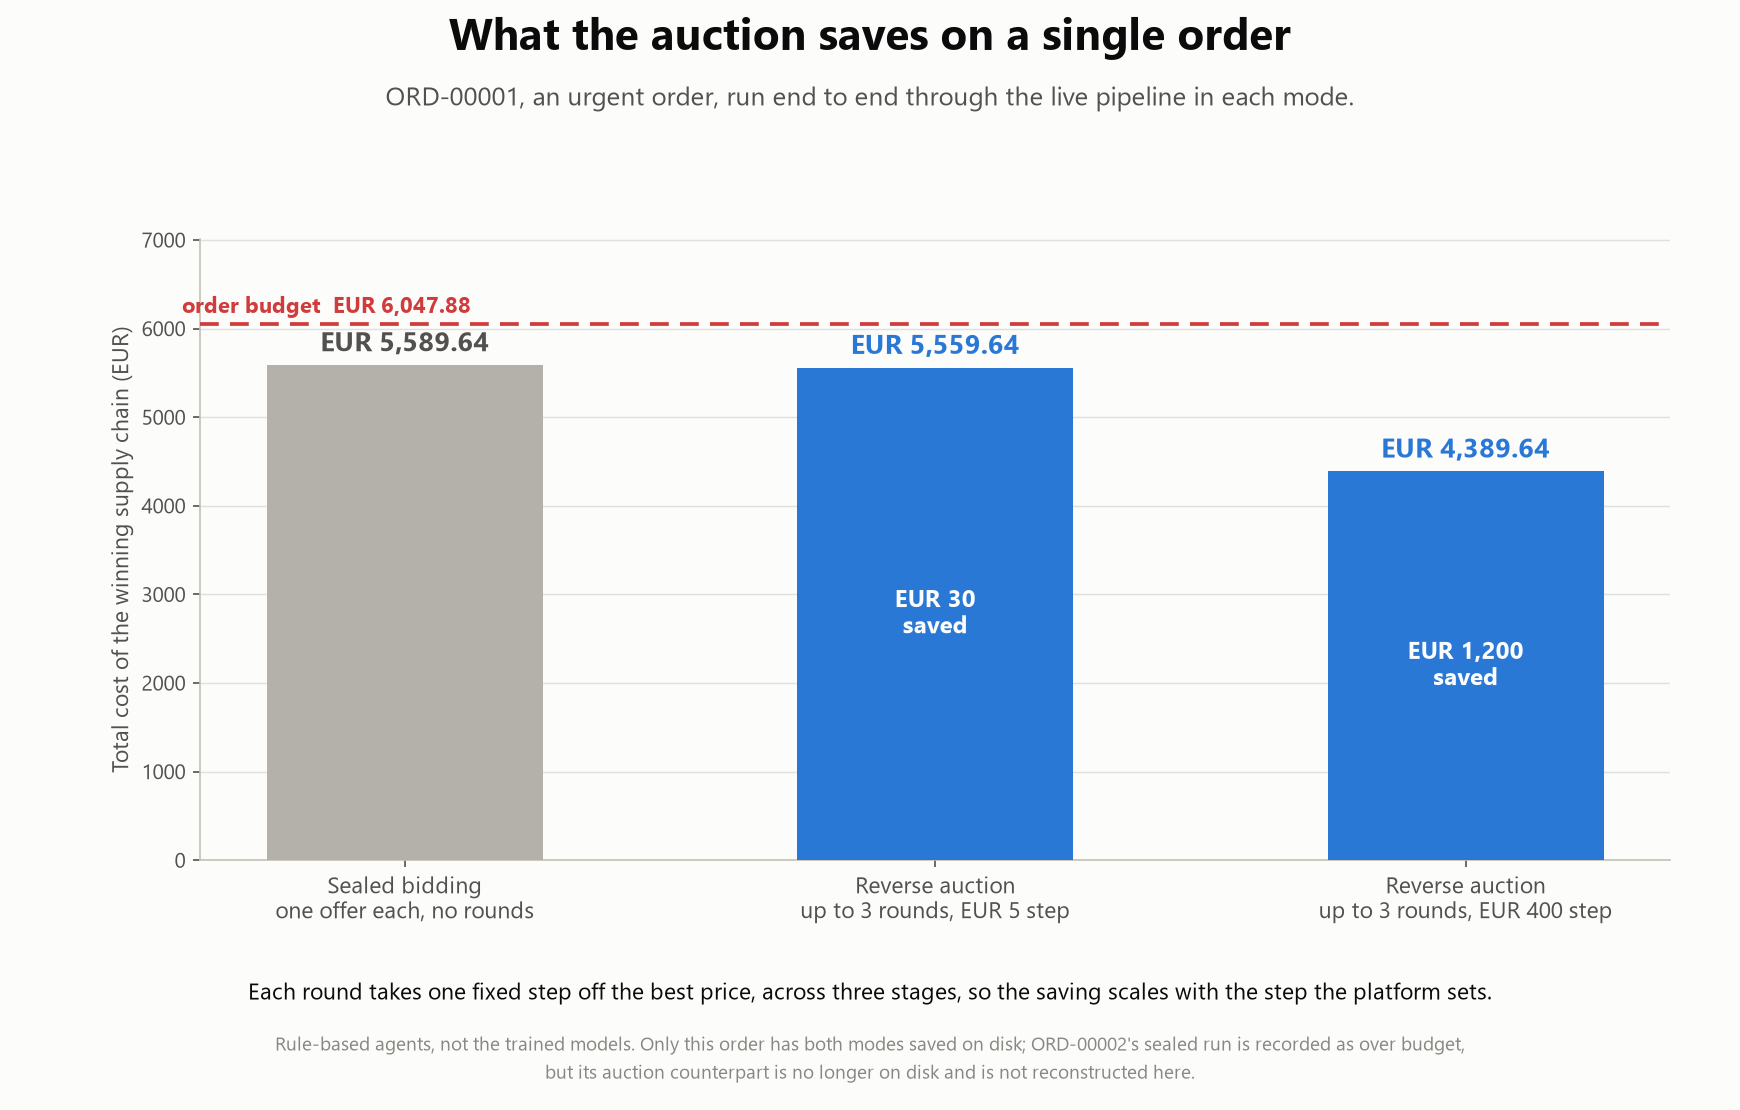 What the auction saves on a single order
ORD-00001, an urgent order, run end to end through the live pipeline in each mode.
Total cost of the winning supply chain (EUR)
7000
6000
5000
4000
3000
2000
1000
0
order budget  EUR 6,047.88
EUR 5,589.64
EUR 5,559.64
EUR 4,389.64
EUR 30
saved
EUR 1,200
saved
Sealed bidding
one offer each, no rounds
Reverse auction
up to 3 rounds, EUR 5 step
Reverse auction
up to 3 rounds, EUR 400 step
Each round takes one fixed step off the best price, across three stages, so the saving scales with the step the platform sets.
Rule-based agents, not the trained models. Only this order has both modes saved on disk; ORD-00002's sealed run is recorded as over budget,
but its auction counterpart is no longer on disk and is not reconstructed here.